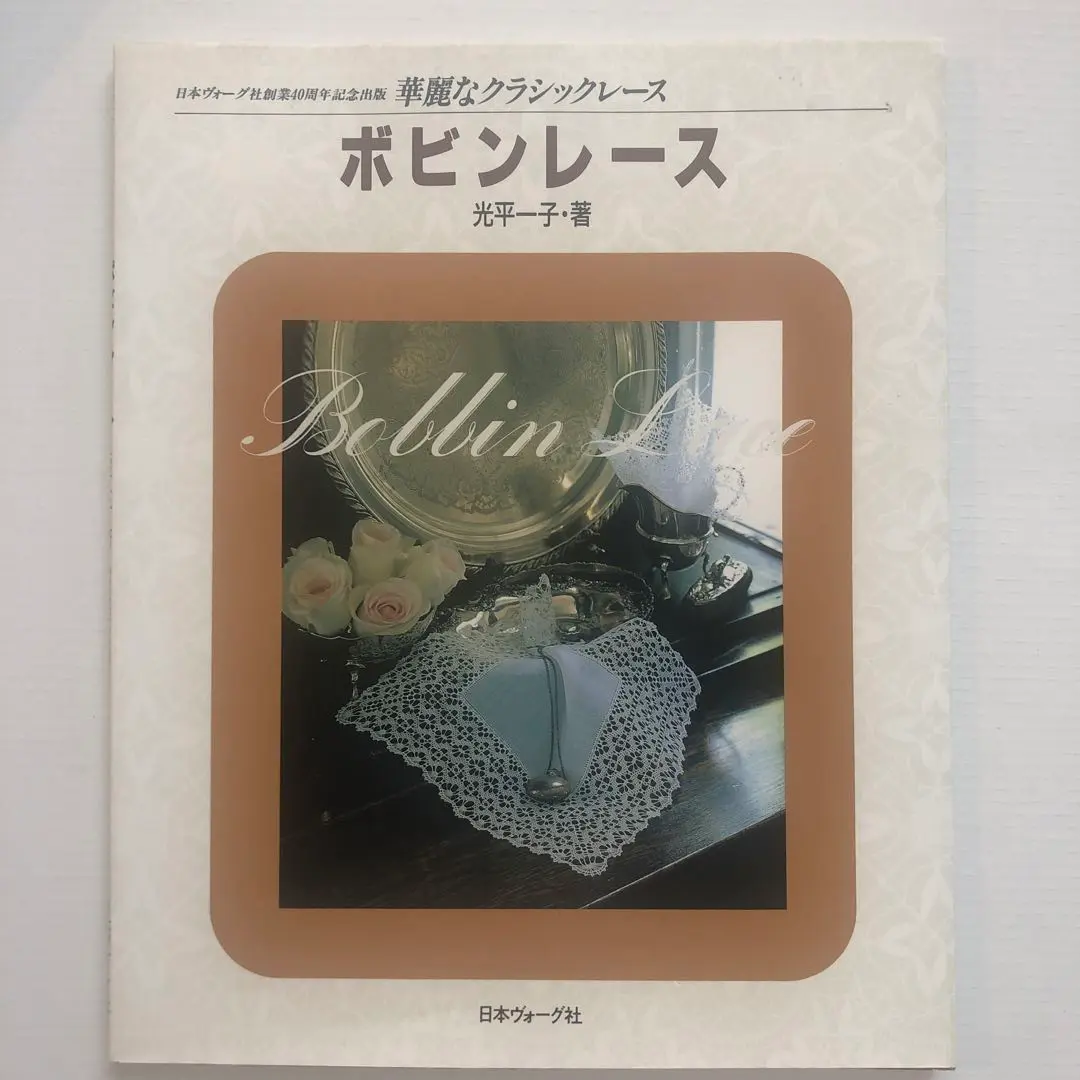 日本ヴォーグ社創業40周年記念出版 華麗なクラシックレース
ボビンレース
光平一子・著
Bobbin Lace
日本ヴォーグ社